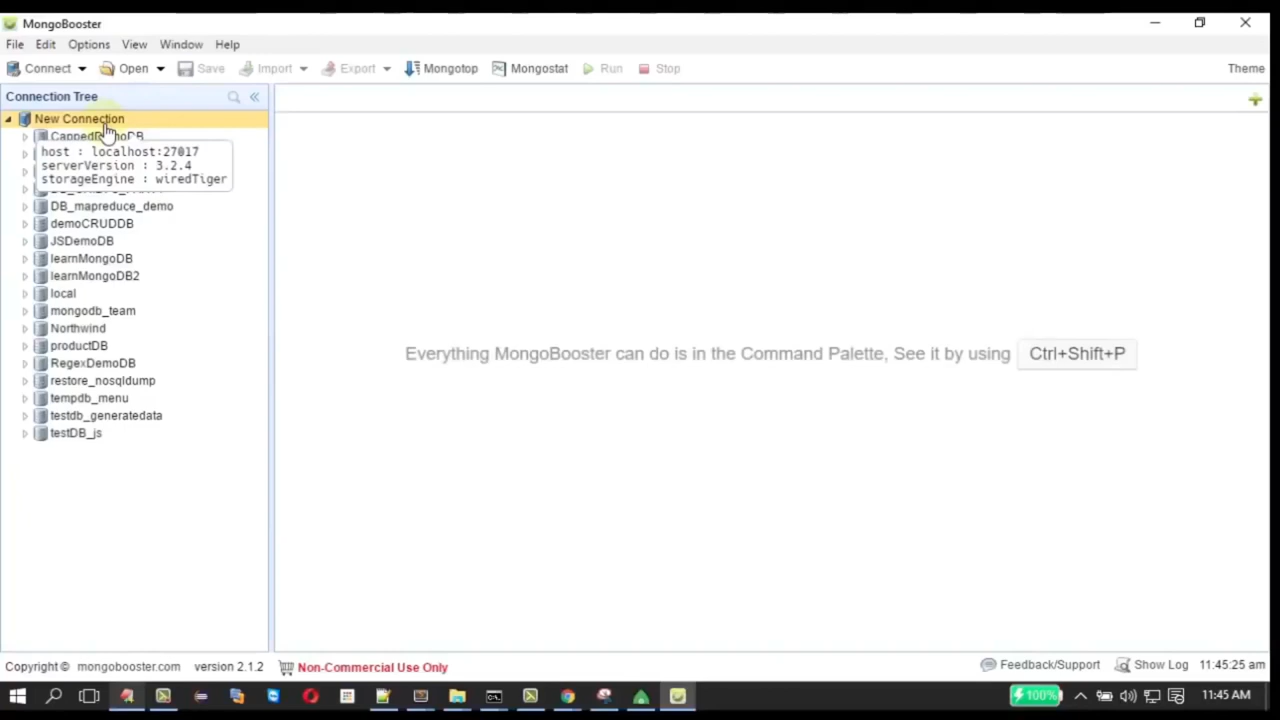 MongoBooster
File Edit Options View Window Help
Connect Open Save Import Export Mongotop Mongostat Run Stop Theme
Connection Tree
New Connection
host : localhost:27017
serverVersion : 3.2.4
storageEngine : wiredTiger
DB_mapreduce_demo
demoCRUDDB
JSDemoDB
learnMongoDB
learnMongoDB2
local
mongodb_team
Northwind
productDB
RegexDemoDB
restore_nosqldump
tempdb_menu
testdb_generatedata
testDB_js
Everything MongoBooster can do is in the Command Palette, See it by using Ctrl+Shift+P
Copyright© mongobooster.com version 2.1.2 Non-Commercial Use Only Feedback/Support Show Log 11:45:25 am
100% 11:45 AM